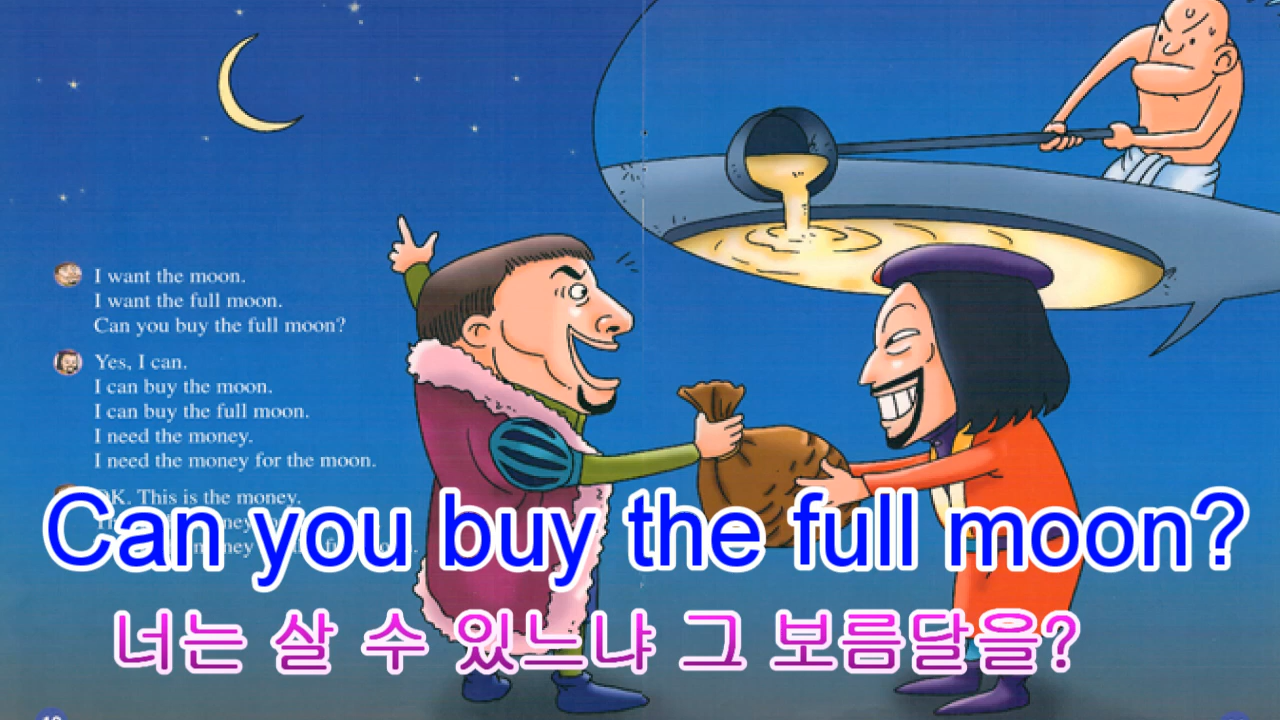 I want the moon.
I want the full moon.
Can you buy the full moon?
Yes, I can.
I can buy the moon.
I can buy the full moon.
I need the money.
I need the money for the moon.
OK. This is the money.
Can you buy the full moon?
너는 살 수 있느냐 그 보름달을?